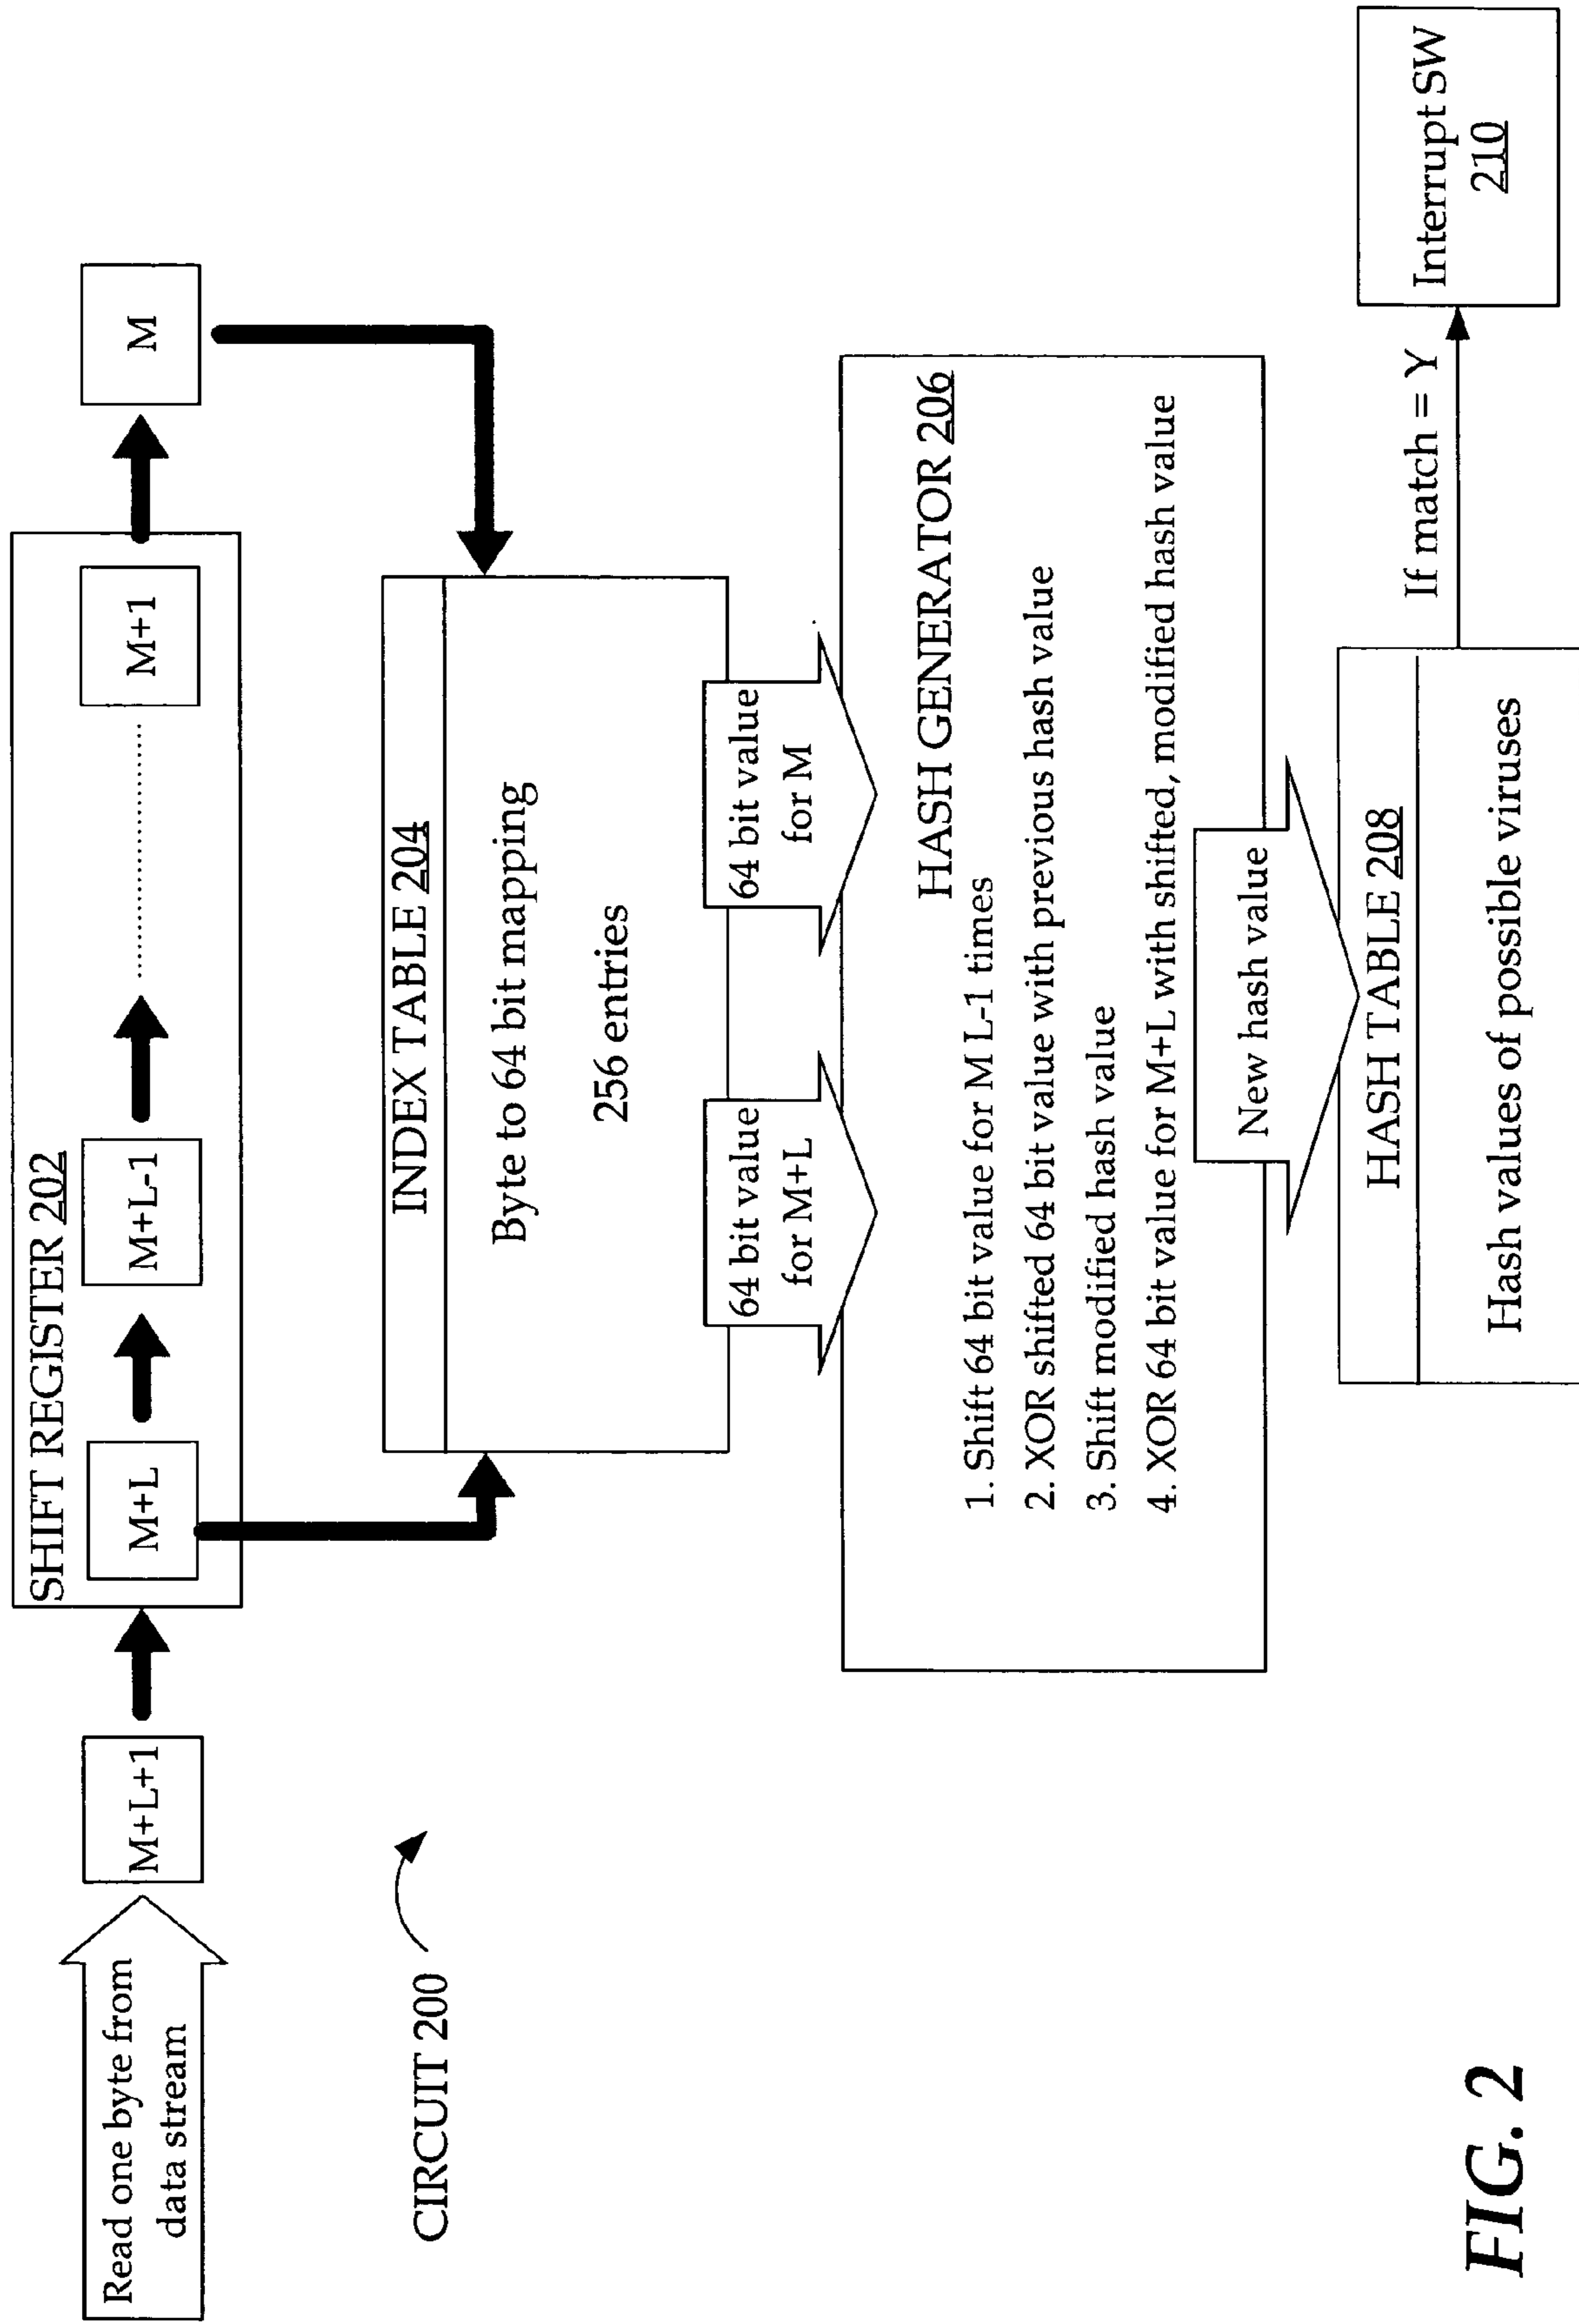 SHIFT REGISTER 202
Read one byte from
data stream
M+L+1
M+L
M+L-1
M+1
M
CIRCUIT 200
INDEX TABLE 204
Byte to 64 bit mapping
256 entries
64 bit value
for M+L
64 bit value
for M
HASH GENERATOR 206
1. Shift 64 bit value for M L-1 times
2. XOR shifted 64 bit value with previous hash value
3. Shift modified hash value
4. XOR 64 bit value for M+L with shifted, modified hash value
New hash value
HASH TABLE 208
Hash values of possible viruses
If match = Y
Interrupt SW
210
FIG. 2